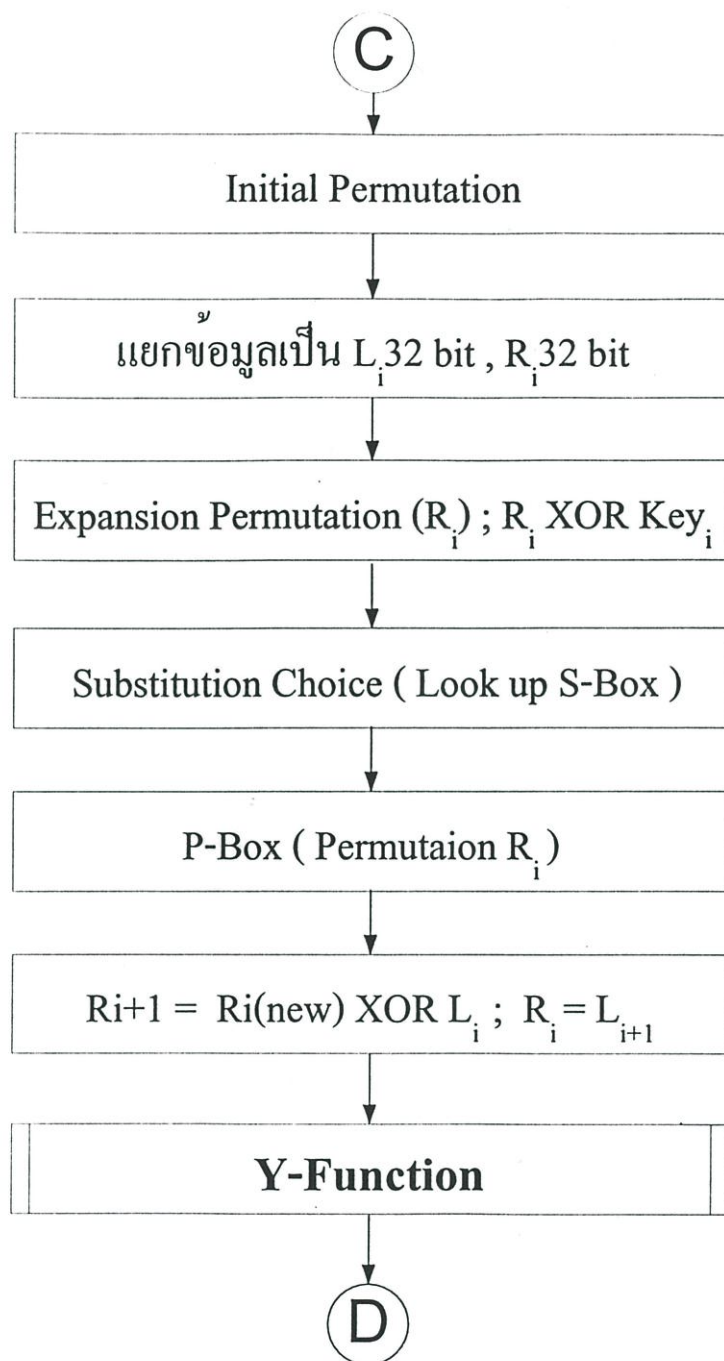 C
Initial Permutation
แยกข้อมูลเป็น Li32 bit , Ri32 bit
Expansion Permutation (Ri) ; Ri XOR Keyi
Substitution Choice ( Look up S-Box )
P-Box ( Permutaion Ri )
Ri+1 = Ri(new) XOR Li ; Ri = Li+1
Y-Function
D